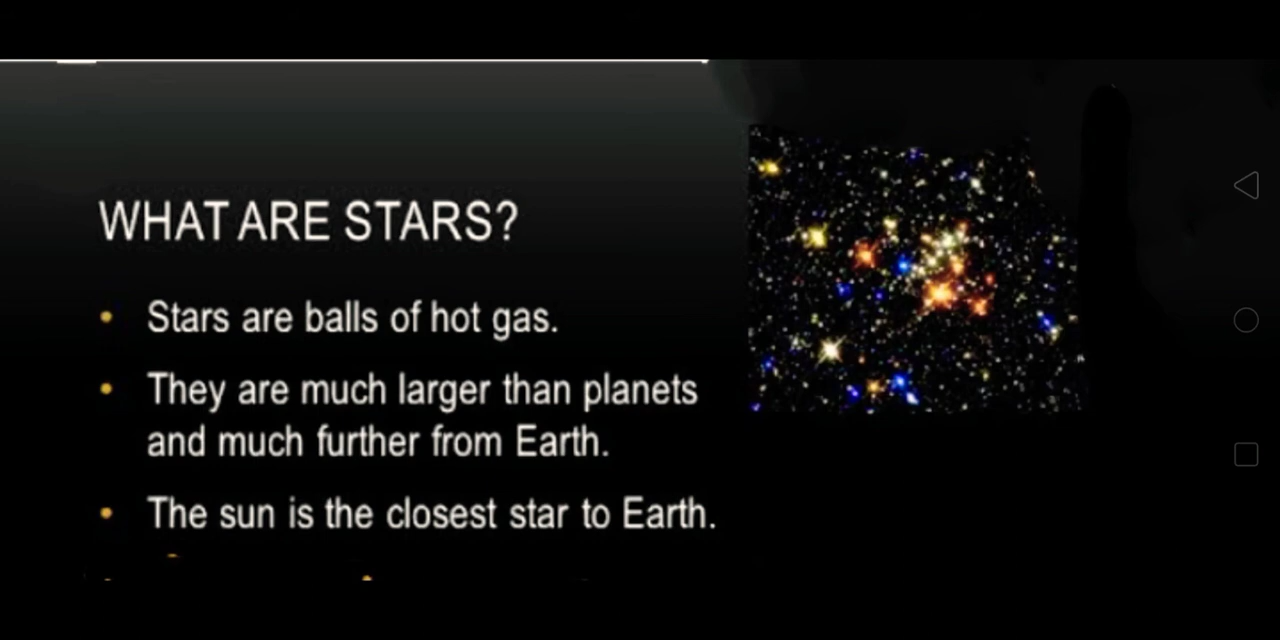 WHAT ARE STARS?
• Stars are balls of hot gas.
• They are much larger than planets
and much further from Earth.
• The sun is the closest star to Earth.